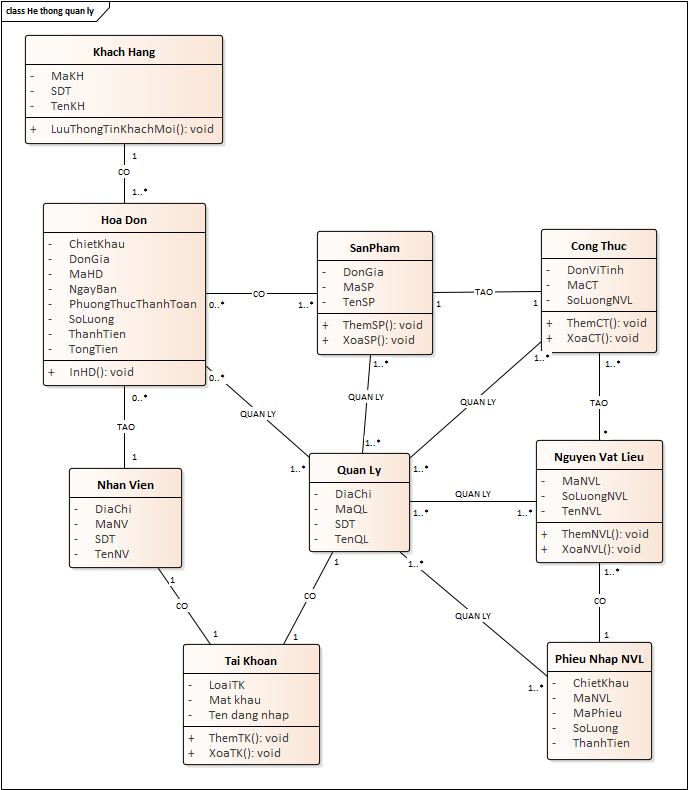 class He thong quan ly
Khach Hang
- MaKH
- SDT
- TenKH
+ LuuThongTinKhachMoi(): void
1
CO
1..*
Hoa Don
- ChietKhau
- DonGia
- MaHD
- NgayBan
- PhuongThucThanhToan
- SoLuong
- ThanhTien
- TongTien
+ InHD(): void
0..*
CO
1..*
SanPham
- DonGia
- MaSP
- TenSP
+ ThemSP(): void
+ XoaSP(): void
1
TAO
1
Cong Thuc
- DonViTinh
- MaCT
- SoLuongNVL
+ ThemCT(): void
+ XoaCT(): void
0..*
QUAN LY
1..*
1..*
QUAN LY
1..*
1..*
QUAN LY
1..*
1..*
TAO
*
0..*
TAO
1
Nhan Vien
- DiaChi
- MaNV
- SDT
- TenNV
Quan Ly
- DiaChi
- MaQL
- SDT
- TenQL
1..*
QUAN LY
1..*
Nguyen Vat Lieu
- MaNVL
- SoLuongNVL
- TenNVL
+ ThemNVL(): void
+ XoaNVL(): void
1
CO
1
1
CO
1
1..*
QUAN LY
1..*
1..*
CO
1
Tai Khoan
- LoaiTK
- Mat khau
- Ten dang nhap
+ ThemTK(): void
+ XoaTK(): void
Phieu Nhap NVL
- ChietKhau
- MaNVL
- MaPhieu
- SoLuong
- ThanhTien